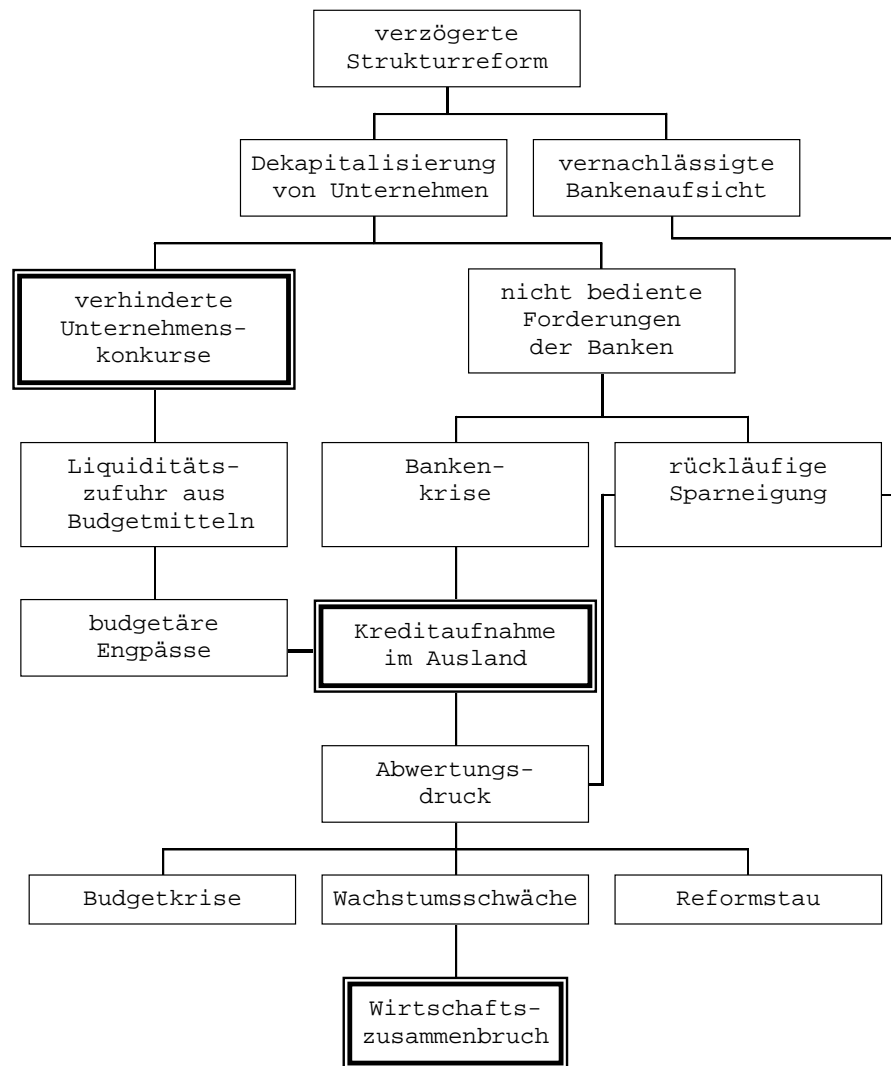 verzögerte
Strukturreform
Dekapitalisierung
von Unternehmen
vernachlässigte
Bankenaufsicht
verhinderte
Unternehmens-
konkurse
nicht bediente
Forderungen
der Banken
Liquiditäts-
zufuhr aus
Budgetmitteln
Banken-
krise
rückläufige
Sparneigung
budgetäre
Engpässe
Kreditaufnahme
im Ausland
Abwertungs-
druck
Budgetkrise
Wachstumsschwäche
Reformstau
Wirtschafts-
zusammenbruch